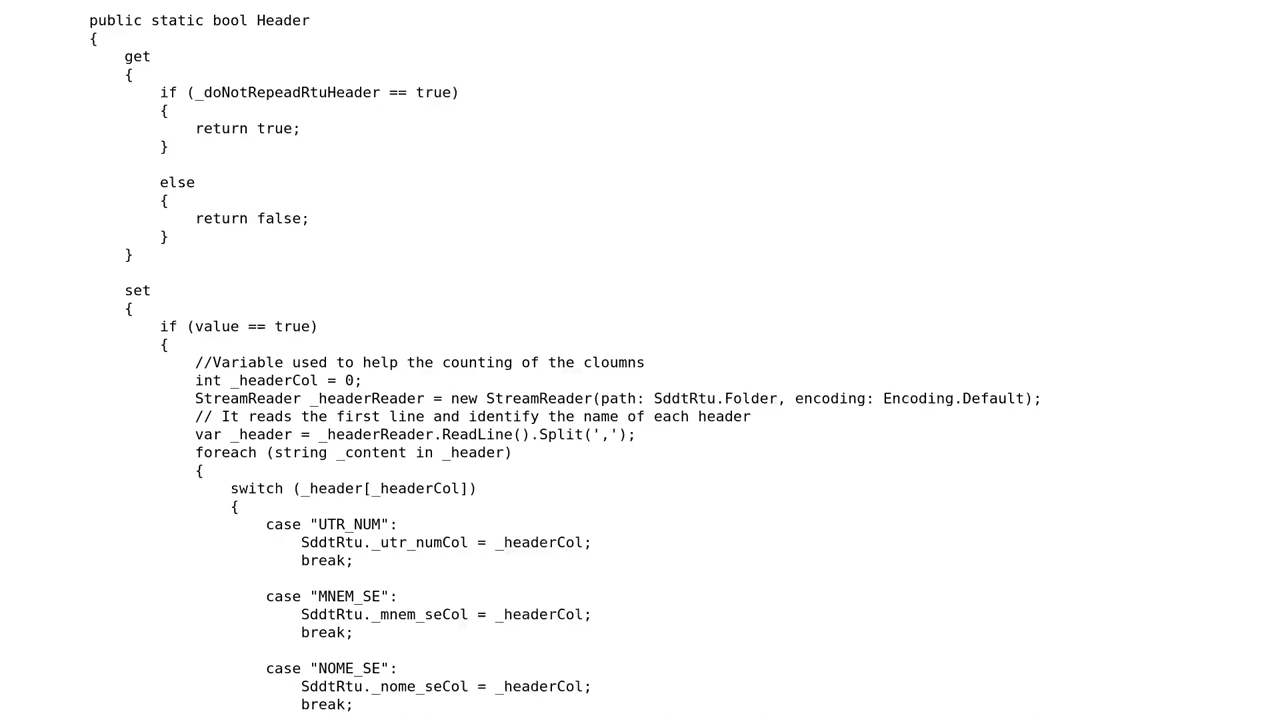 public static bool Header
{
    get
    {
        if (_doNotRepeadRtuHeader == true)
        {
            return true;
        }

        else
        {
            return false;
        }
    }

    set
    {
        if (value == true)
        {
            //Variable used to help the counting of the cloumns
            int _headerCol = 0;
            StreamReader _headerReader = new StreamReader(path: SddtRtu.Folder, encoding: Encoding.Default);
            // It reads the first line and identify the name of each header
            var _header = _headerReader.ReadLine().Split(',');
            foreach (string _content in _header)
            {
                switch (_header[_headerCol])
                {
                    case "UTR_NUM":
                        SddtRtu._utr_numCol = _headerCol;
                        break;

                    case "MNEM_SE":
                        SddtRtu._mnem_seCol = _headerCol;
                        break;

                    case "NOME_SE":
                        SddtRtu._nome_seCol = _headerCol;
                        break;